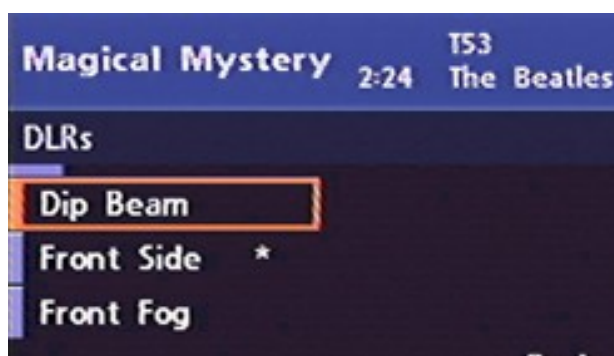 Magical Mystery 2:24 T53
The Beatles
DLRs
Dip Beam
Front Side *
Front Fog